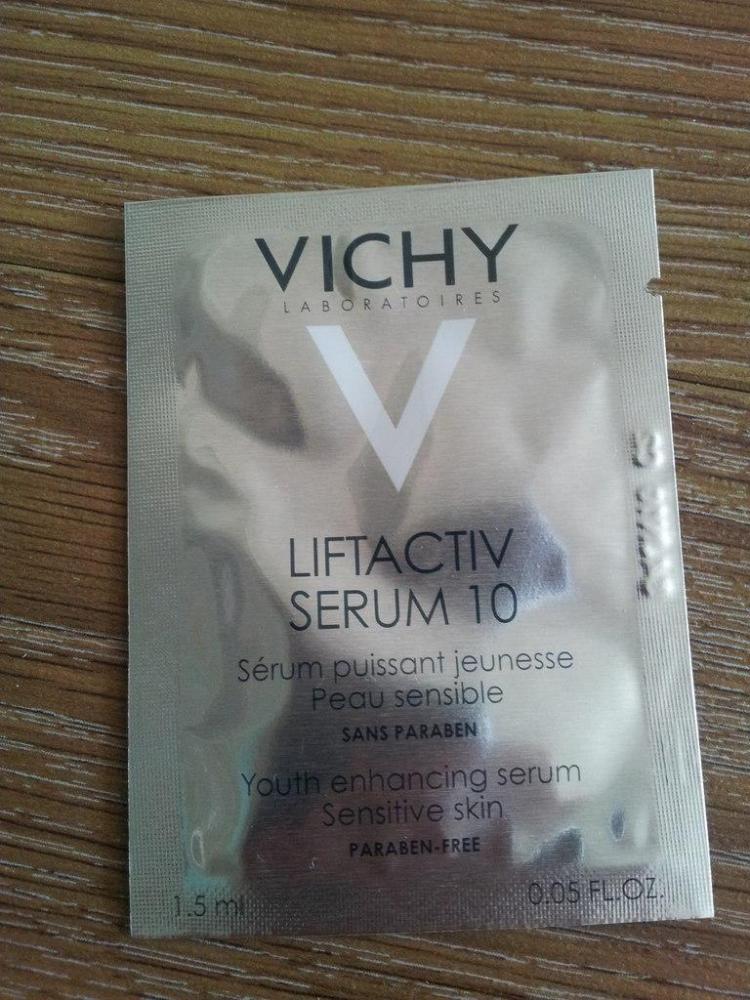 VICHY
LABORATOIRES
V
LIFTACTIV
SERUM 10
Sérum puissant jeunesse
Peau sensible
SANS PARABEN
Youth enhancing serum
Sensitive skin
PARABEN-FREE
1.5 ml 0.05 FL.OZ.